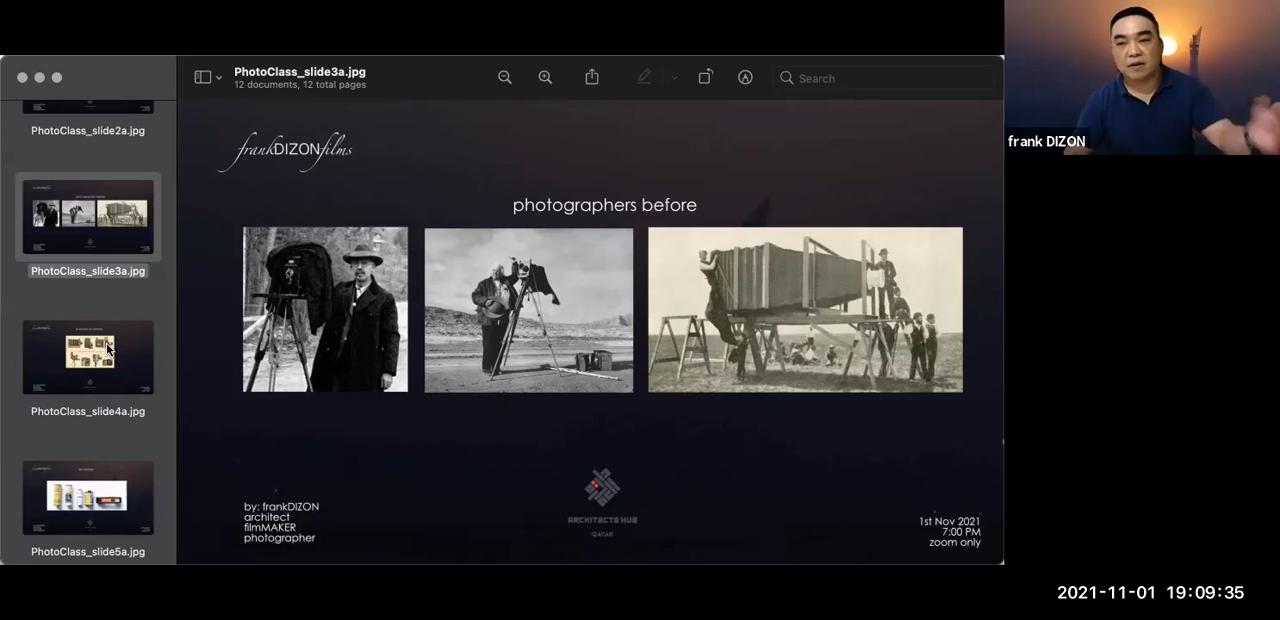 PhotoClass_slide3a.jpg
12 documents, 12 total pages
Search
PhotoClass_slide2a.jpg
PhotoClass_slide3a.jpg
PhotoClass_slide4a.jpg
PhotoClass_slide5a.jpg
frankDIZONfilms
photographers before
by: frankDIZON
architect
filmMAKER
photographer
ARCHITECTS HUB
QATAR
1st Nov 2021
7:00 PM
zoom only
frank DIZON
2021-11-01 19:09:35